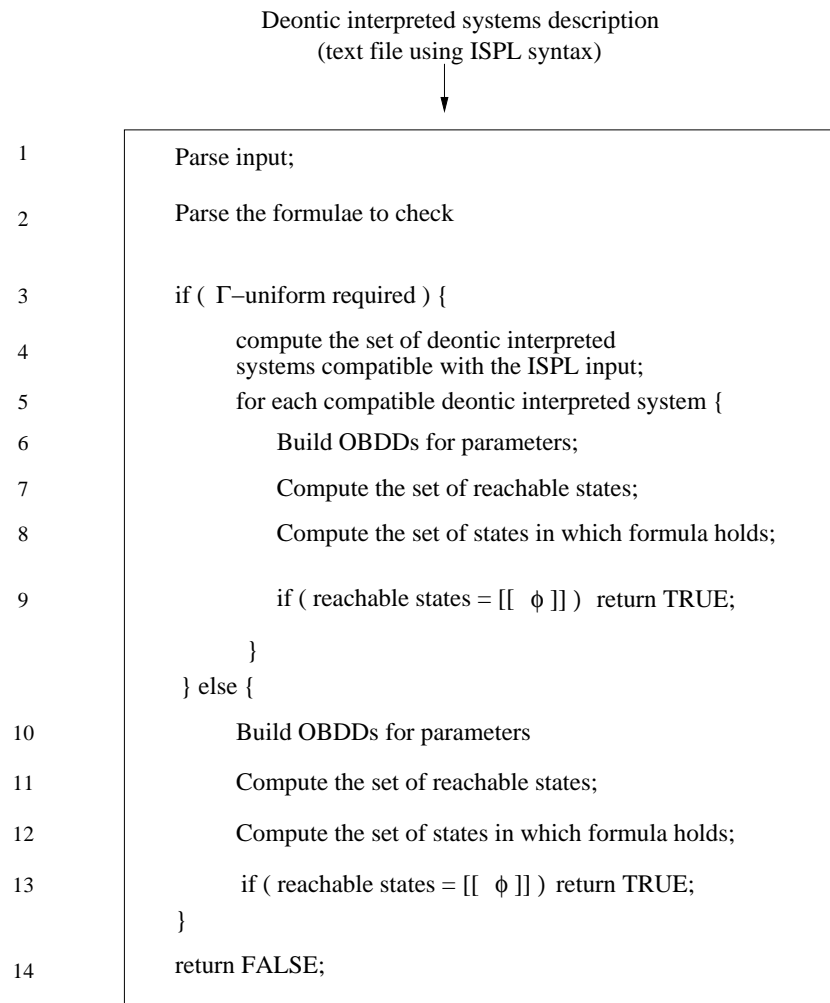 Deontic interpreted systems description
(text file using ISPL syntax)
1 Parse input;
2 Parse the formulae to check
3 if ( Γ−uniform required ) {
4 compute the set of deontic interpreted
systems compatible with the ISPL input;
5 for each compatible deontic interpreted system {
6 Build OBDDs for parameters;
7 Compute the set of reachable states;
8 Compute the set of states in which formula holds;
9 if ( reachable states = [[ ϕ ]] ) return TRUE;
}
} else {
10 Build OBDDs for parameters
11 Compute the set of reachable states;
12 Compute the set of states in which formula holds;
13 if ( reachable states = [[ ϕ ]] ) return TRUE;
}
14 return FALSE;